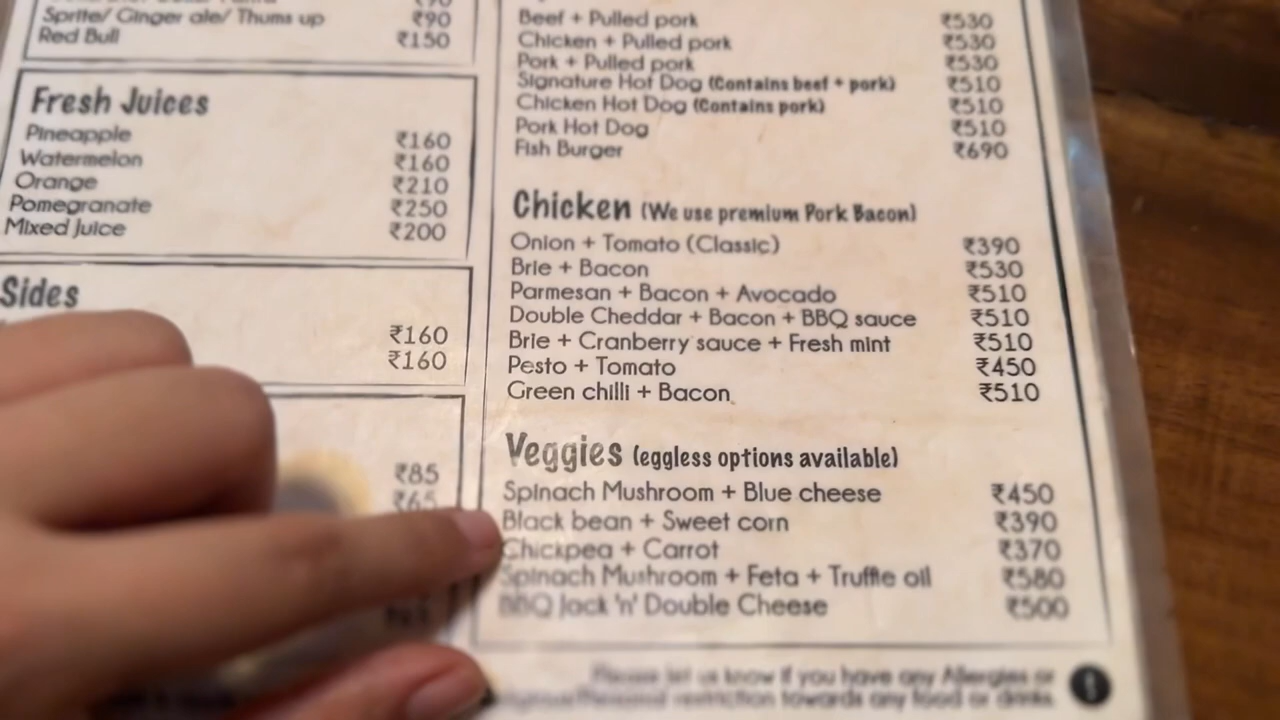 ₹90
Sprite/ Ginger ale/ Thums up ₹90
Red Bull ₹150
Fresh Juices
Pineapple ₹160
Watermelon ₹160
Orange ₹210
Pomegranate ₹250
Mixed Juice ₹200
Sides
₹160
₹160
₹85
₹65
Beef + Pulled pork ₹530
Chicken + Pulled pork ₹530
Pork + Pulled pork ₹530
Signature Hot Dog (Contains beef + pork) ₹510
Chicken Hot Dog (Contains pork) ₹510
Pork Hot Dog ₹510
Fish Burger ₹690
Chicken (We use premium Pork Bacon)
Onion + Tomato (Classic) ₹390
Brie + Bacon ₹530
Parmesan + Bacon + Avocado ₹510
Double Cheddar + Bacon + BBQ sauce ₹510
Brie + Cranberry sauce + Fresh mint ₹510
Pesto + Tomato ₹450
Green chilli + Bacon ₹510
Veggies (eggless options available)
Spinach Mushroom + Blue cheese ₹450
Black bean + Sweet corn ₹390
Chickpea + Carrot ₹370
Spinach Mushroom + Feta + Truffle oil ₹580
BBQ Jack 'n' Double Cheese ₹500
Please let us know if you have any Allergies or
restriction towards any food or drinks.